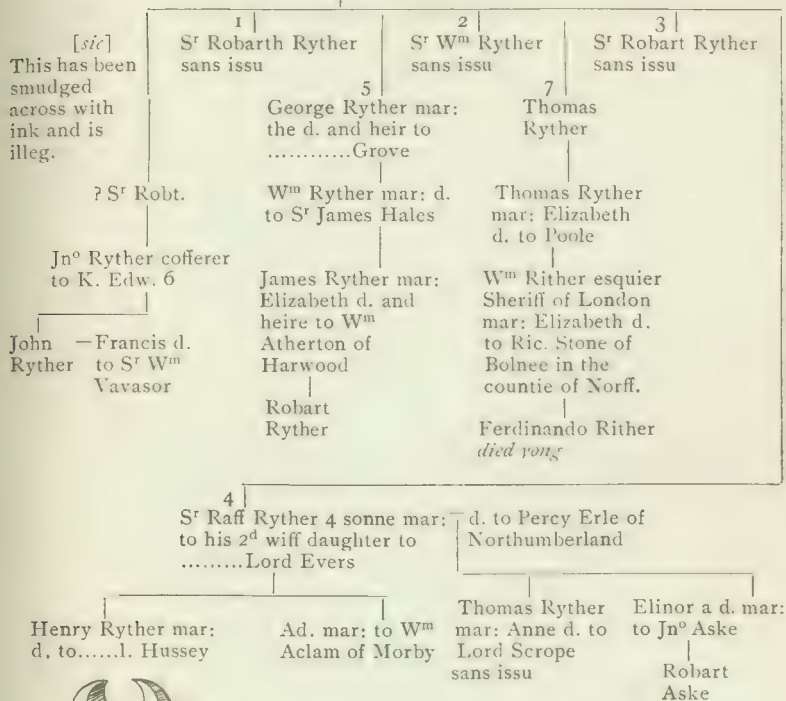 1
2
3
[sic]
This has been
smudged
across with
ink and is
illeg.
Sʳ Robarth Ryther
sans issu
Sʳ Wᵐ Ryther
sans issu
Sʳ Robart Ryther
sans issu
5
George Ryther mar:
the d. and heir to
............Grove
7
Thomas
Ryther
? Sʳ Robt.
Wᵐ Ryther mar: d.
to Sʳ James Hales
Thomas Ryther
mar: Elizabeth
d. to Poole
Jnᵒ Ryther cofferer
to K. Edw. 6
James Ryther mar:
Elizabeth d. and
heire to Wᵐ
Atherton of
Harwood
Wᵐ Rither esquier
Sheriff of London
mar: Elizabeth d.
to Ric. Stone of
Bolnee in the
countie of Norff.
John
Ryther
—Francis d.
to Sʳ Wᵐ
Vavasor
Robart
Ryther
Ferdinando Rither
died yong
4
Sʳ Raff Ryther 4 sonne mar:
to his 2ᵈ wiff daughter to
.........Lord Evers
d. to Percy Erle of
Northumberland
Henry Ryther mar:
d. to......l. Hussey
Ad. mar: to Wᵐ
Aclam of Morby
Thomas Ryther
mar: Anne d. to
Lord Scrope
sans issu
Elinor a d. mar:
to Jnᵒ Aske
Robart
Aske